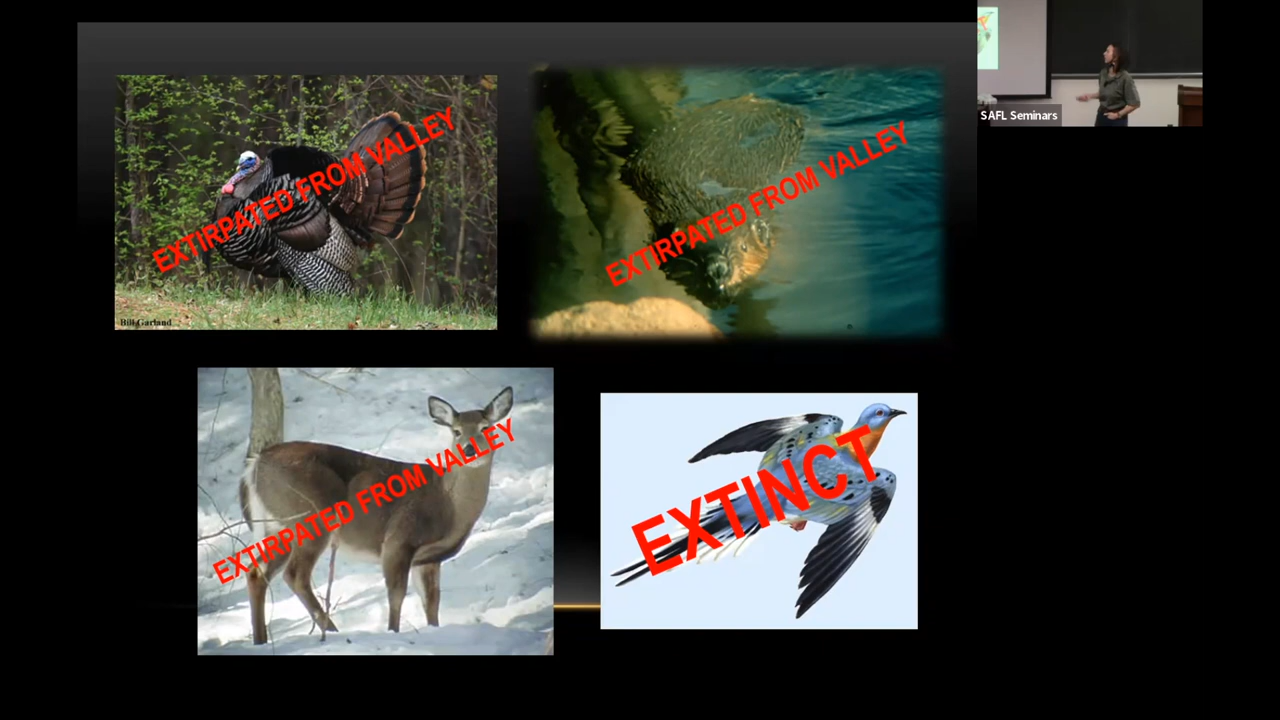 SAFL Seminars
EXTIRPATED FROM VALLEY
Bill Garland
EXTIRPATED FROM VALLEY
EXTIRPATED FROM VALLEY
EXTINCT